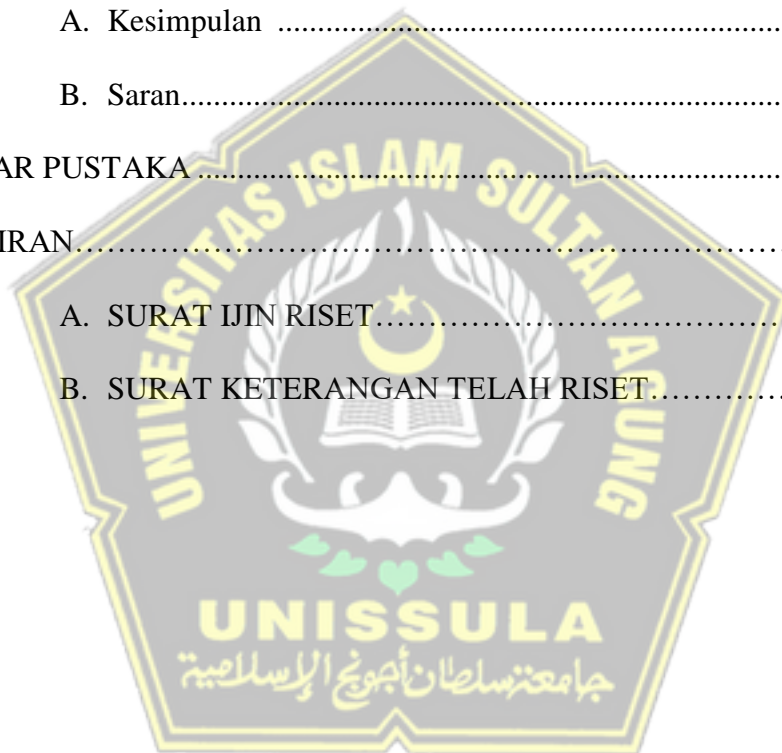 A. Kesimpulan ................................................................
B. Saran................................................................
AR PUSTAKA ................................................................
IRAN................................................................
A. SURAT IJIN RISET................................................
B. SURAT KETERANGAN TELAH RISET............
UNIVERSITAS ISLAM SULTAN AGUNG
UNISSULA
جامعة سلطان أجونج الإسلامية